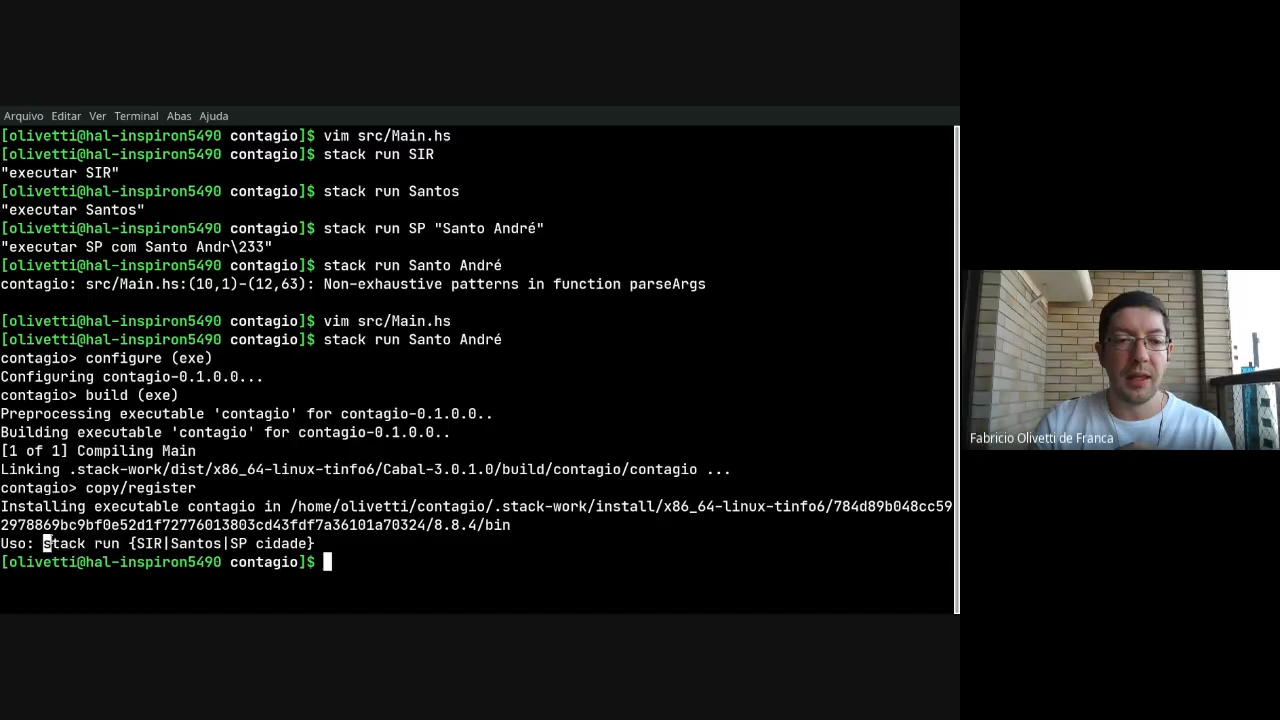 Arquivo Editar Ver Terminal Abas Ajuda
[olivetti@hal-inspiron5490 contagio]$ vim src/Main.hs
[olivetti@hal-inspiron5490 contagio]$ stack run SIR
"executar SIR"
[olivetti@hal-inspiron5490 contagio]$ stack run Santos
"executar Santos"
[olivetti@hal-inspiron5490 contagio]$ stack run SP "Santo André"
"executar SP com Santo Andr\233"
[olivetti@hal-inspiron5490 contagio]$ stack run Santo André
contagio: src/Main.hs:(10,1)-(12,63): Non-exhaustive patterns in function parseArgs
[olivetti@hal-inspiron5490 contagio]$ vim src/Main.hs
[olivetti@hal-inspiron5490 contagio]$ stack run Santo André
contagio> configure (exe)
Configuring contagio-0.1.0.0...
contagio> build (exe)
Preprocessing executable 'contagio' for contagio-0.1.0.0..
Building executable 'contagio' for contagio-0.1.0.0..
[1 of 1] Compiling Main
Linking .stack-work/dist/x86_64-linux-tinfo6/Cabal-3.0.1.0/build/contagio/contagio ...
contagio> copy/register
Installing executable contagio in /home/olivetti/contagio/.stack-work/install/x86_64-linux-tinfo6/784d89b048cc59
2978869bc9bf0e52d1f72776013803cd43fdf7a36101a70324/8.8.4/bin
Uso: stack run {SIR|Santos|SP cidade}
[olivetti@hal-inspiron5490 contagio]$
Fabricio Olivetti de Franca